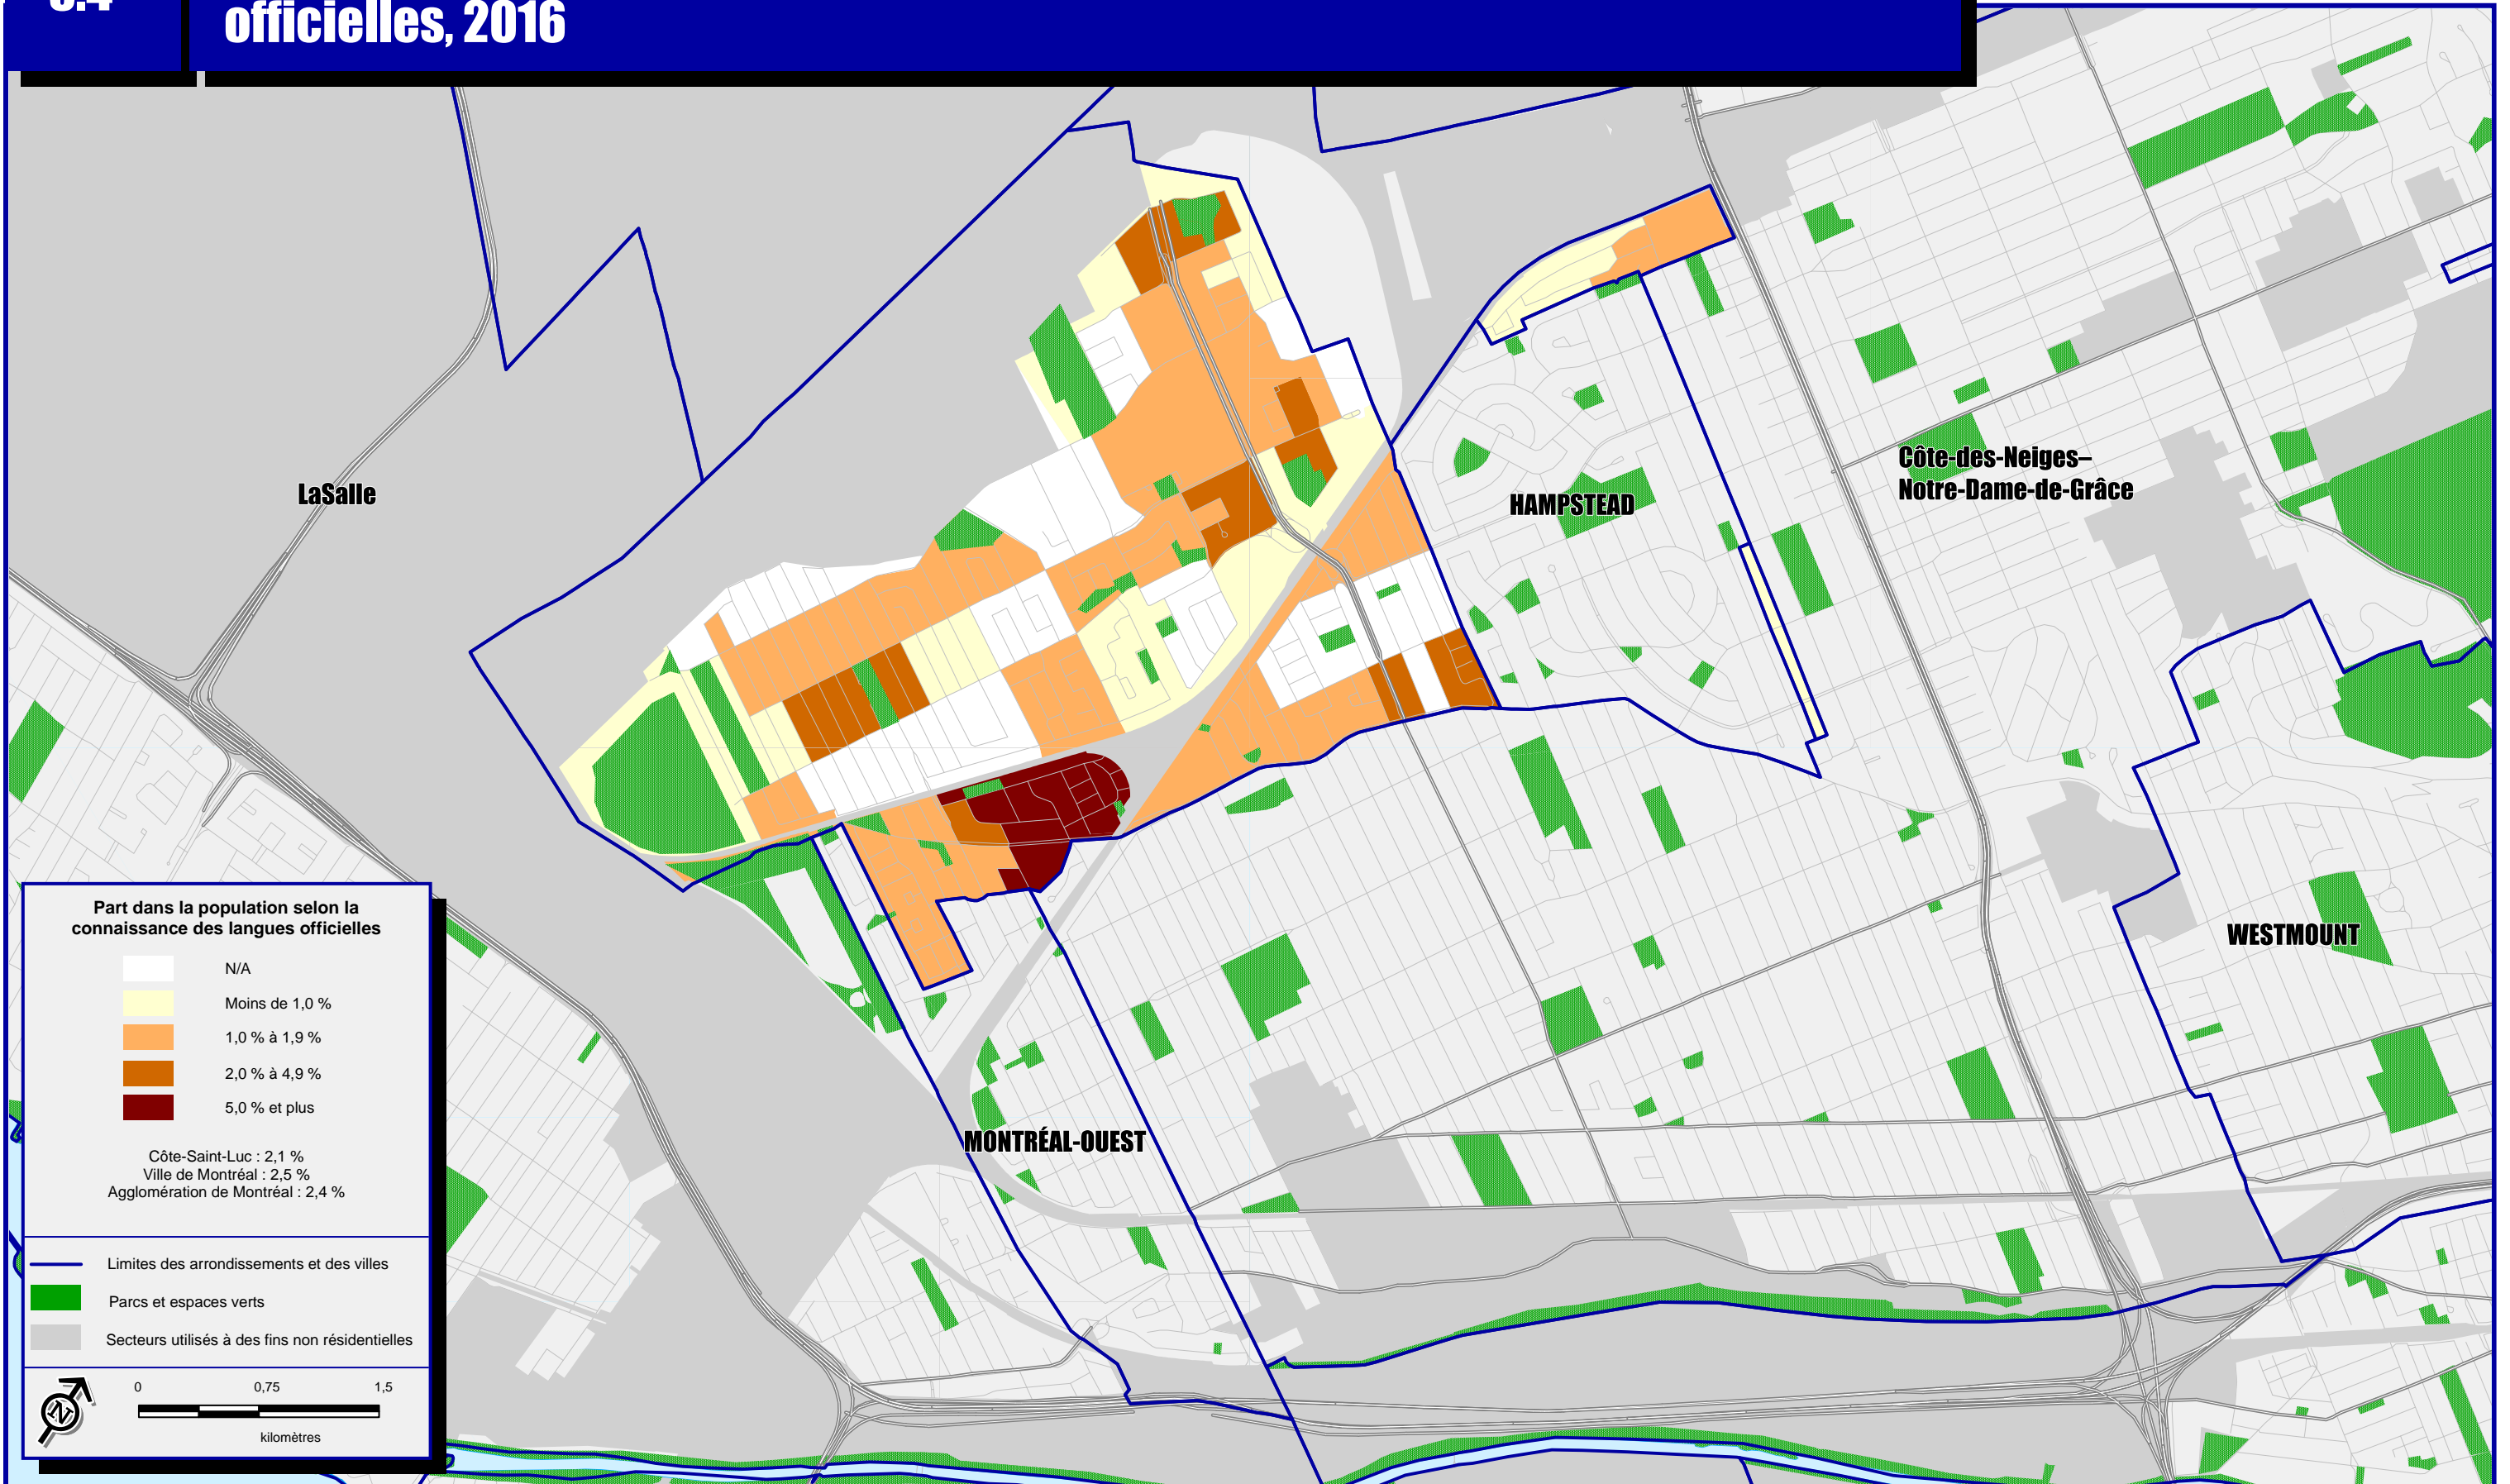 officielles, 2016
LaSalle
HAMPSTEAD
Côte-des-Neiges–
Notre-Dame-de-Grâce
WESTMOUNT
MONTRÉAL-OUEST
Part dans la population selon la
connaissance des langues officielles
N/A
Moins de 1,0 %
1,0 % à 1,9 %
2,0 % à 4,9 %
5,0 % et plus
Côte-Saint-Luc : 2,1 %
Ville de Montréal : 2,5 %
Agglomération de Montréal : 2,4 %
Limites des arrondissements et des villes
Parcs et espaces verts
Secteurs utilisés à des fins non résidentielles
N
0 0,75 1,5
kilomètres